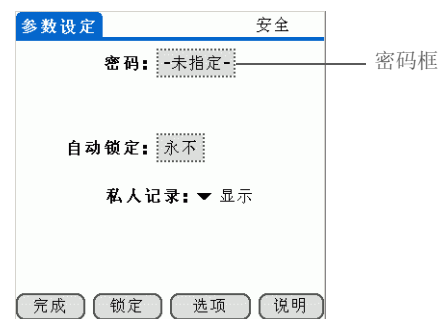 参数设定 安全
密码: -未指定- 密码框
自动锁定: 永不
私人记录: 显示
完成 锁定 选项 说明